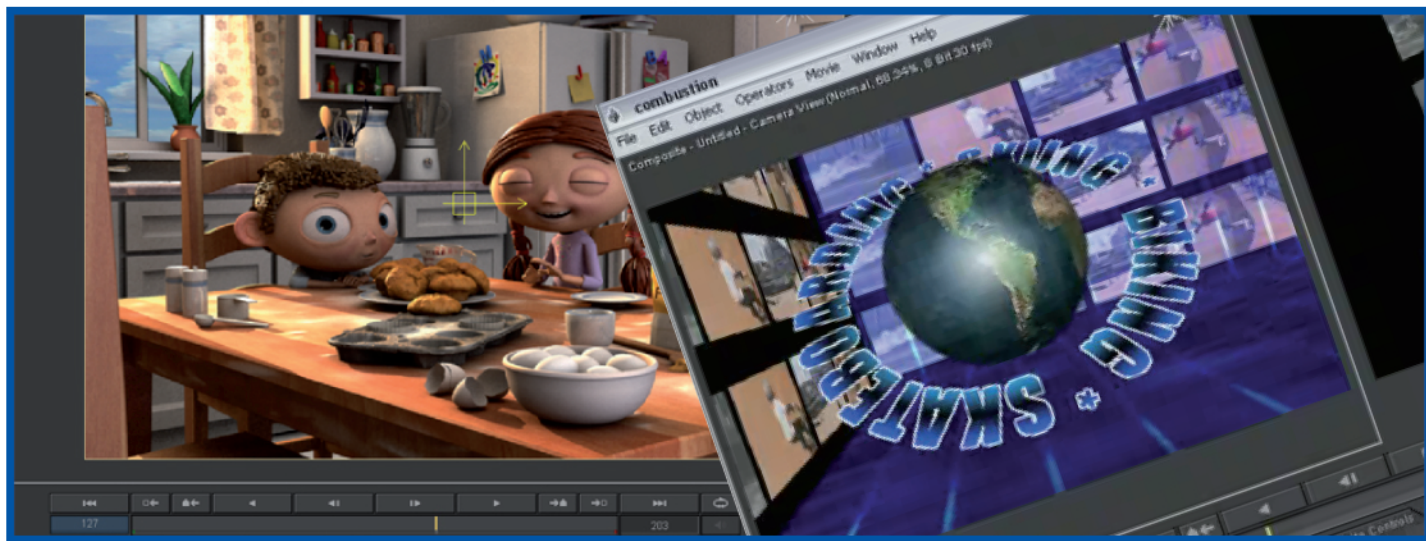 combustion
File Edit Object Operators Movie Window Help
Composite - Untitled - Camera View (Normal, 68.34%, 8 Bit 30 fps)
SKATEBOARDING * SKIING * BIKING *
127
203
Controls